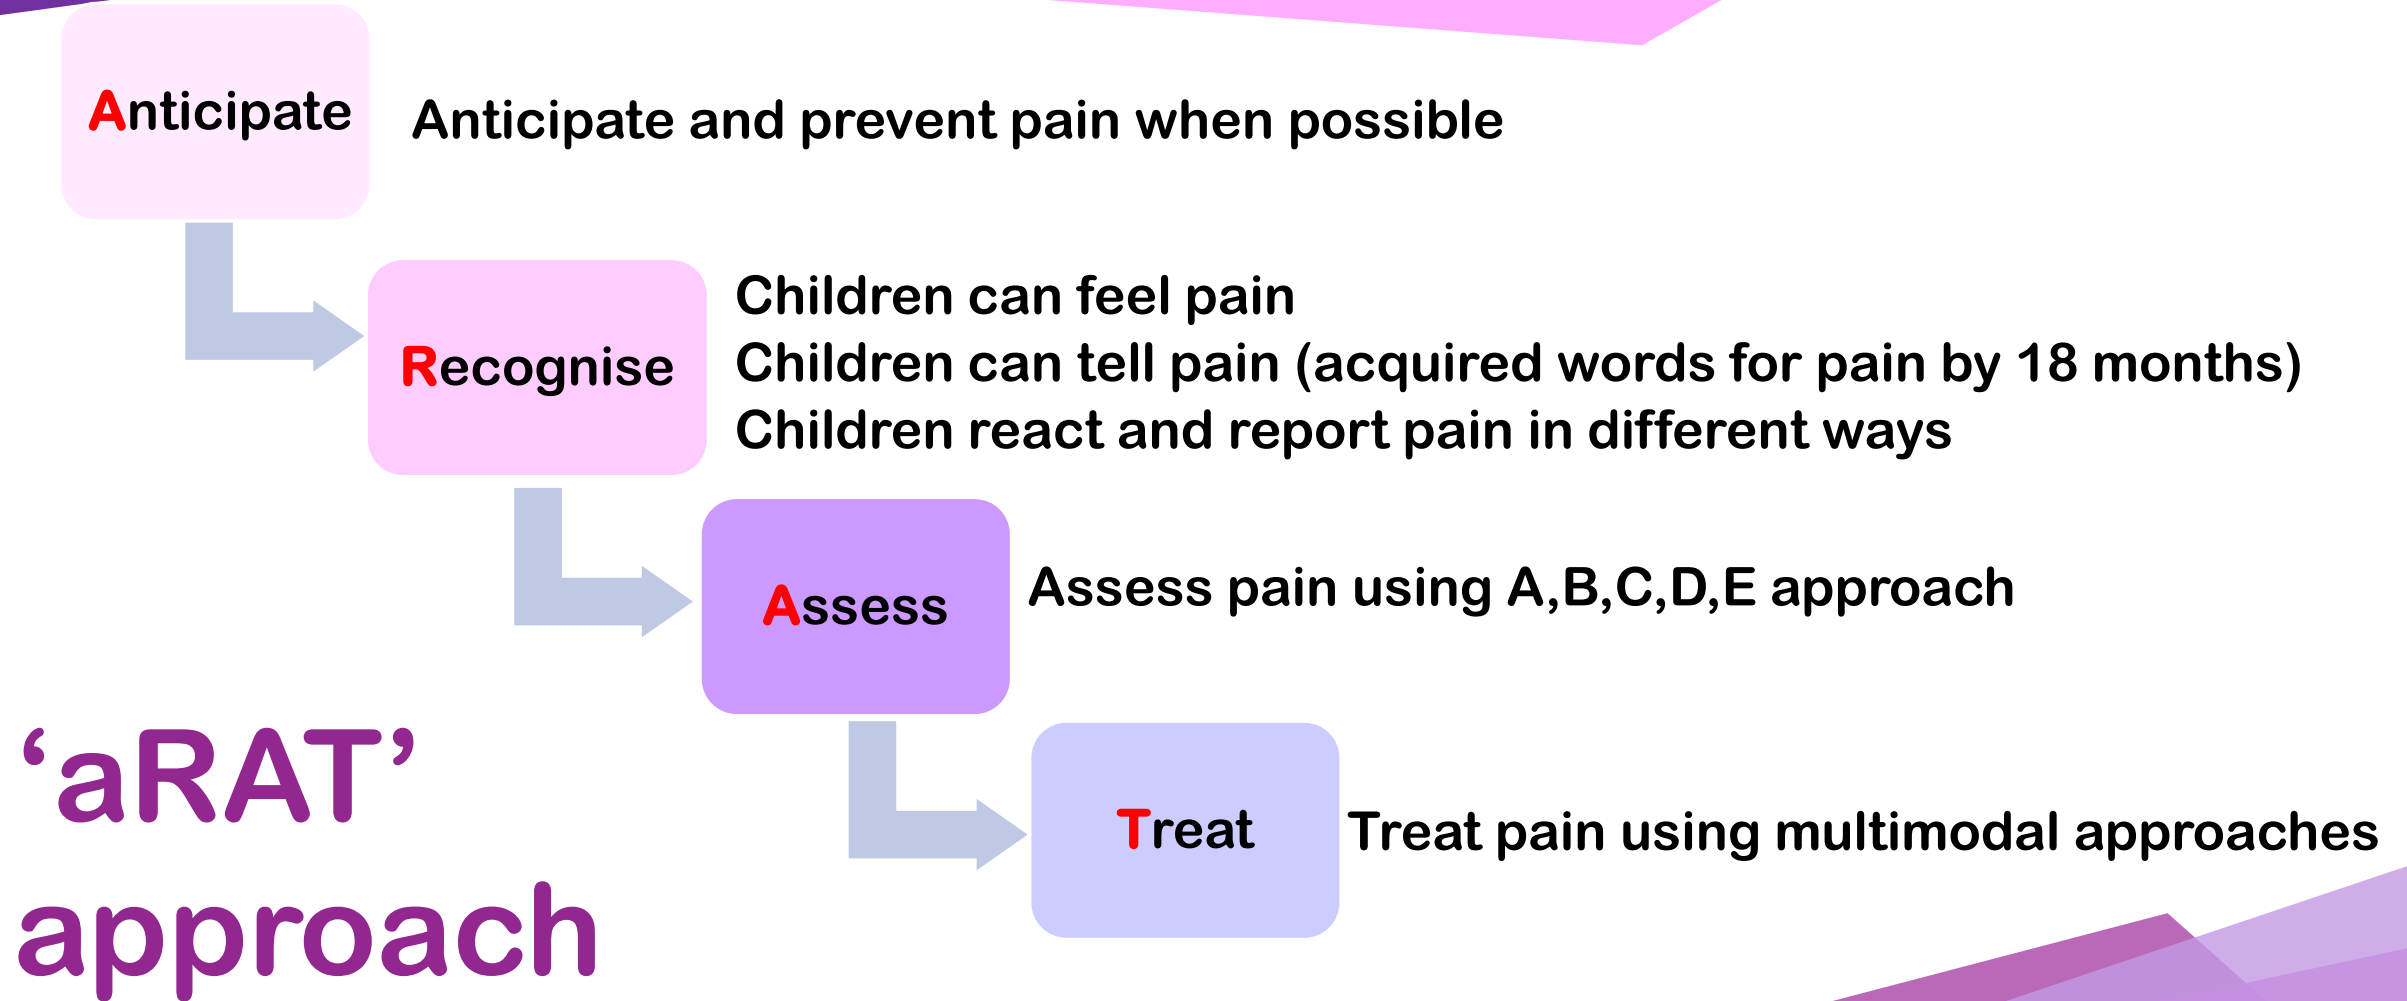 Anticipate
Anticipate and prevent pain when possible
Recognise
Children can feel pain
Children can tell pain (acquired words for pain by 18 months)
Children react and report pain in different ways
Assess
Assess pain using A,B,C,D,E approach
Treat
Treat pain using multimodal approaches
‘aRAT’
approach